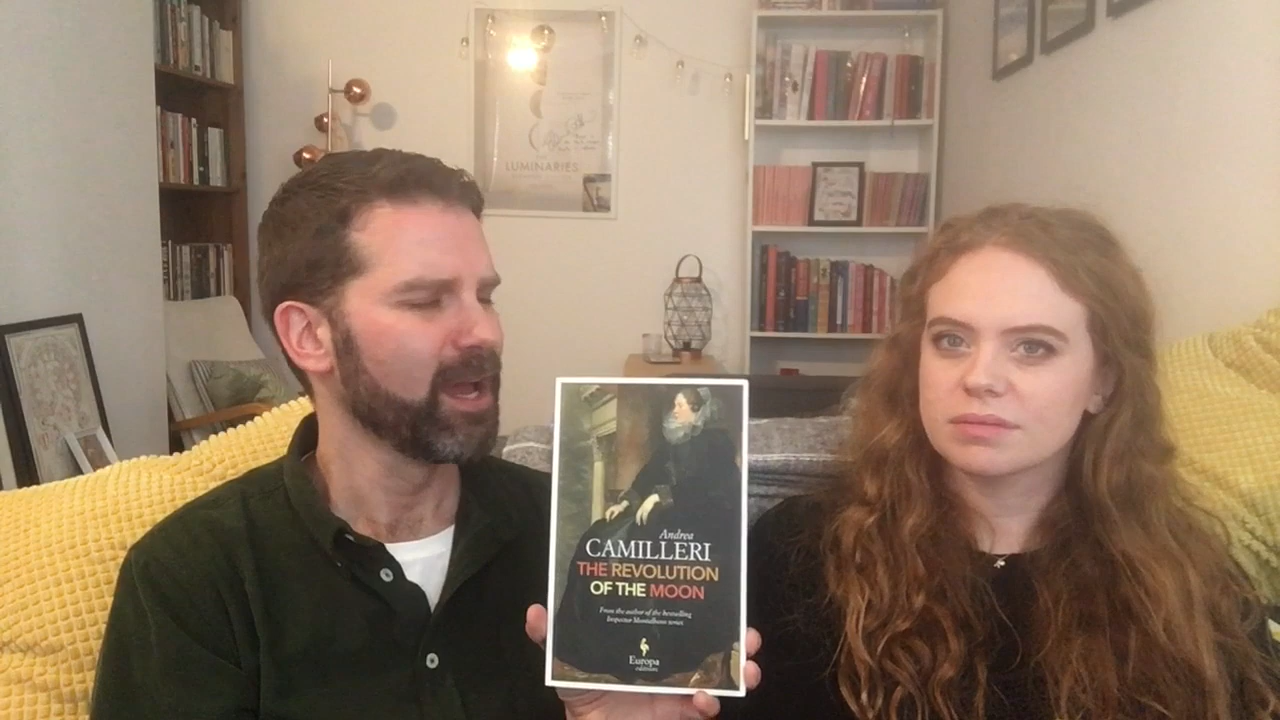 LUMINARIES
Andrea
CAMILLERI
THE REVOLUTION
OF THE MOON
From the author of the bestselling
Inspector Montalbano series
Europa
editions